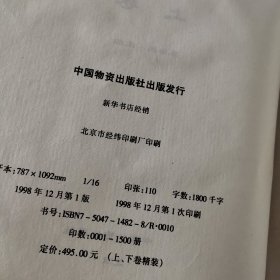 中国物资出版社出版发行
新华书店经销
北京市经纬印刷厂印刷
开本：787×1092mm 1/16 印张：110 字数：1800千字
1998年12月第1版 1998年12月第1次印刷
书号：ISBN7-5047-1482-8/R·0010
印数：0001-1500册
定价：495.00元（上、下卷精装）